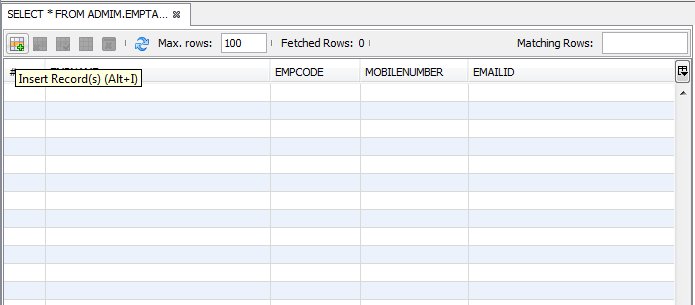 SELECT * FROM ADMIM.EMPTA...
Max. rows: 100 Fetched Rows: 0 Matching Rows:
Insert Record(s) (Alt+I)
# EMPCODE MOBILENUMBER EMAILID